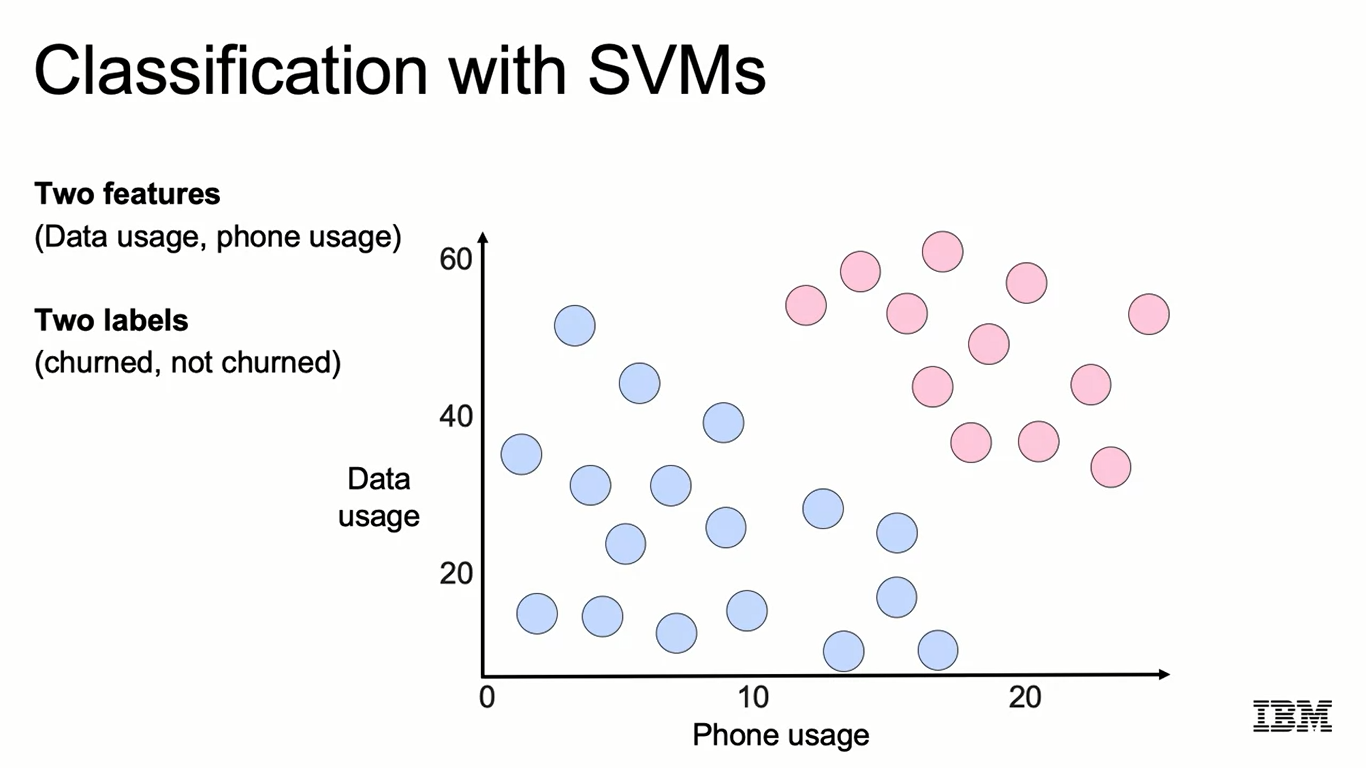 Classification with SVMs
Two features
(Data usage, phone usage)
Two labels
(churned, not churned)
60
40
20
Data
usage
0
10
20
Phone usage
IBM